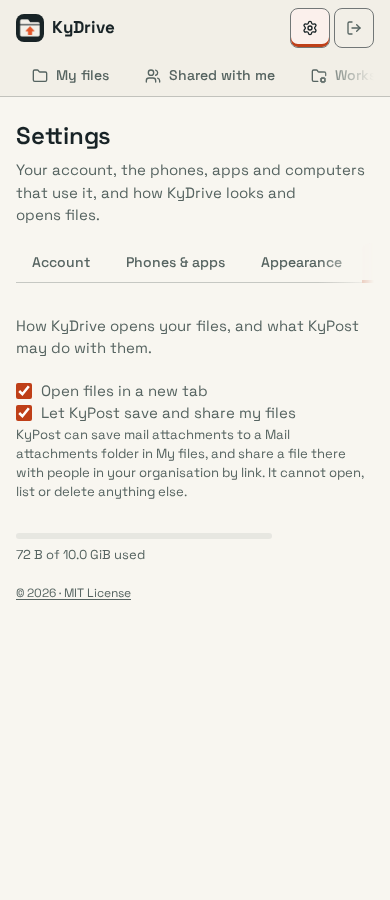 KyDrive
My files
Shared with me
Settings
Your account, the phones, apps and computers
that use it, and how KyDrive looks and
opens files.
Account
Phones & apps
Appearance
How KyDrive opens your files, and what KyPost
may do with them.
Open files in a new tab
Let KyPost save and share my files
KyPost can save mail attachments to a Mail
attachments folder in My files, and share a file there
with people in your organisation by link. It cannot open,
list or delete anything else.
72 B of 10.0 GiB used
© 2026 · MIT License